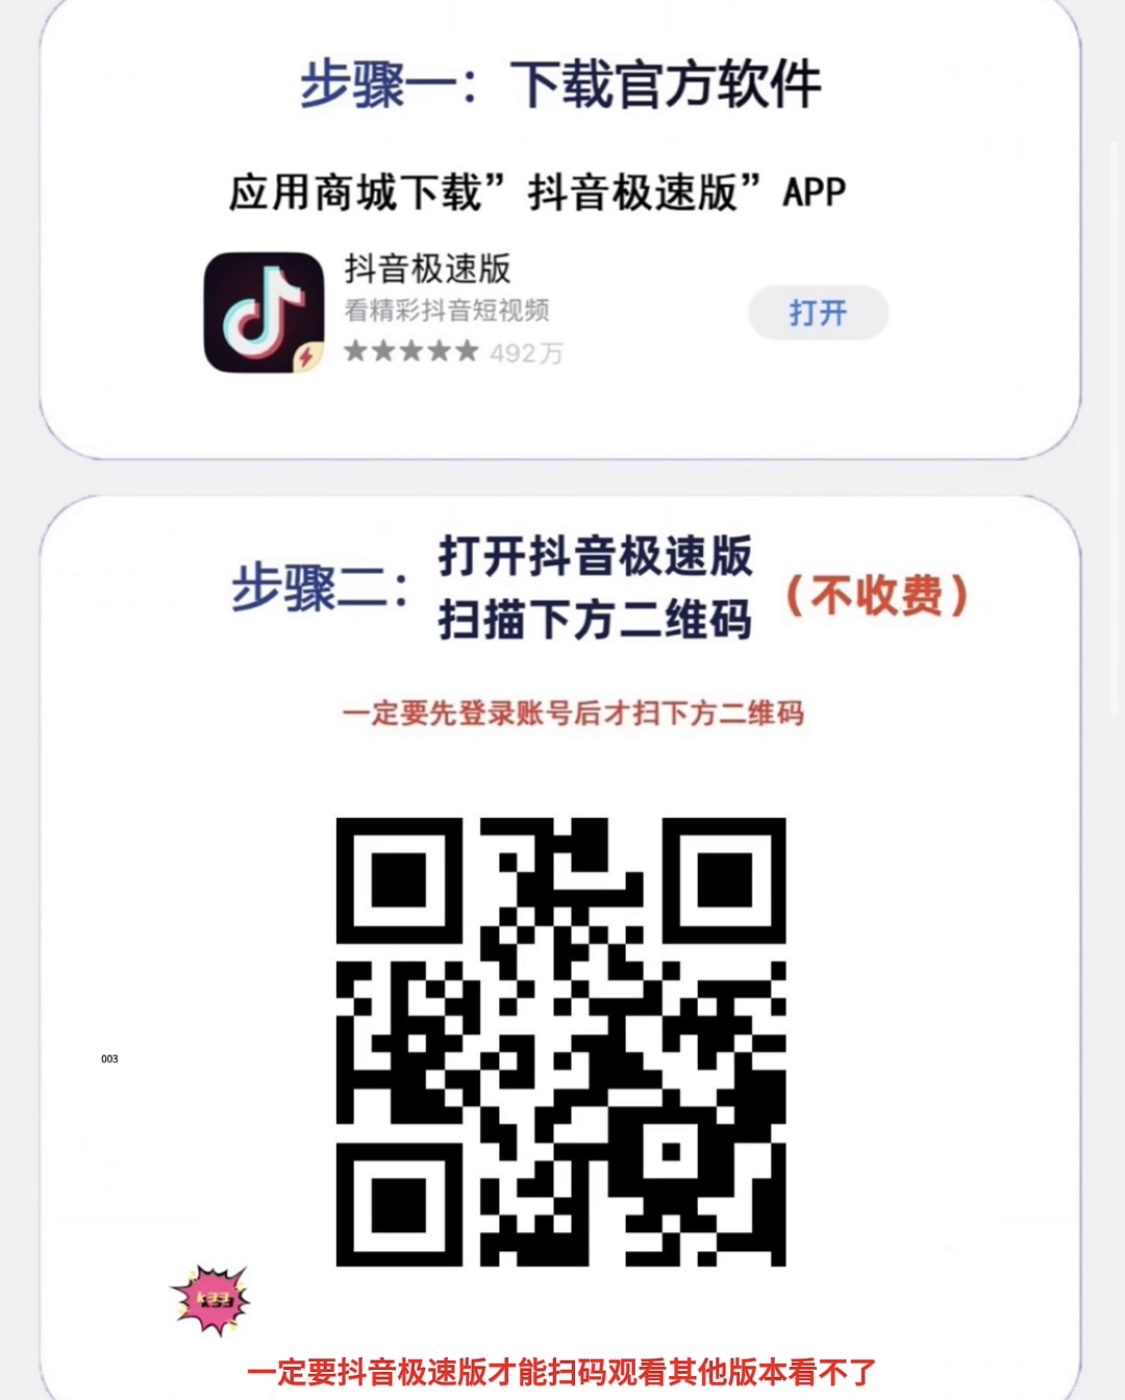 步骤一：下载官方软件
应用商城下载”抖音极速版”APP
抖音极速版
看精彩抖音短视频
★★★★★ 492万
打开
步骤二：
打开抖音极速版
扫描下方二维码
（不收费）
一定要先登录账号后才扫下方二维码
003
k33
一定要抖音极速版才能扫码观看其他版本看不了